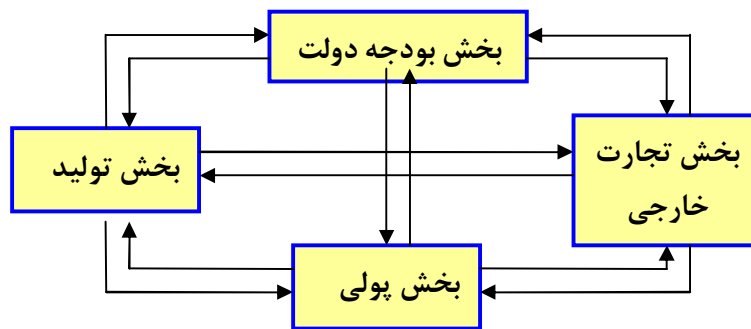 بخش بودجه دولت
بخش تولید
بخش تجارت
خارجی
بخش پولی